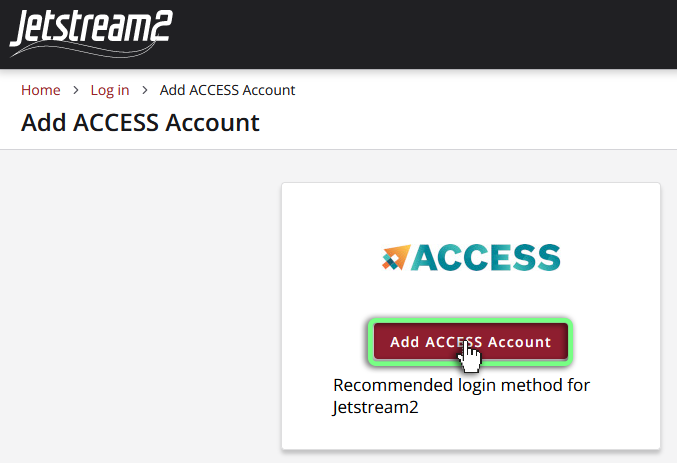 Jetstream2
Home > Log in > Add ACCESS Account
Add ACCESS Account
ACCESS
Add ACCESS Account
Recommended login method for
Jetstream2